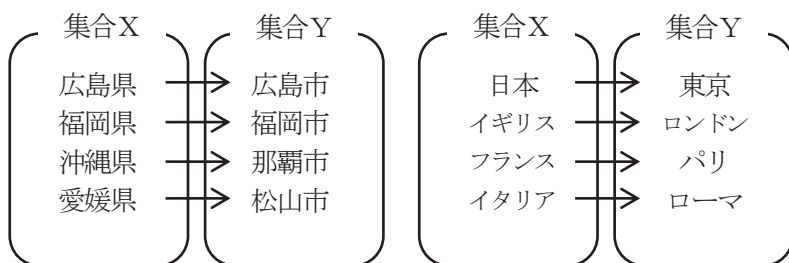 集合X 集合Y 集合X 集合Y
広島県 広島市 日本 東京
福岡県 福岡市 イギリス ロンドン
沖縄県 那覇市 フランス パリ
愛媛県 松山市 イタリア ローマ